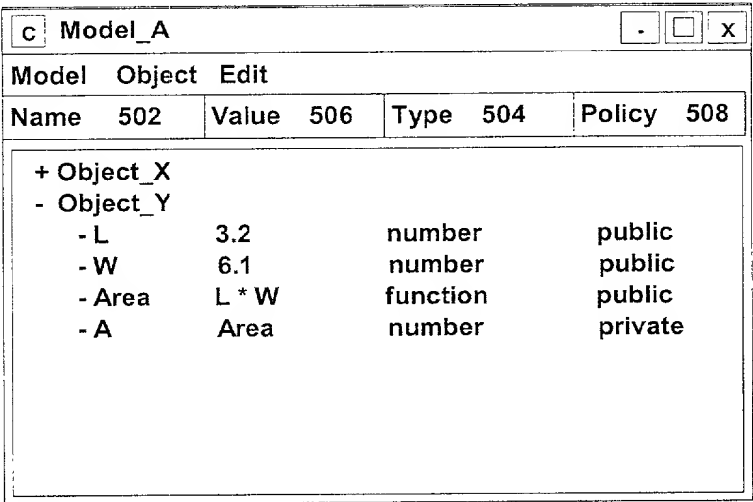 C Model_A - X
Model Object Edit
Name 502 Value 506 Type 504 Policy 508
+ Object_X
- Object_Y
- L 3.2 number public
- W 6.1 number public
- Area L * W function public
- A Area number private